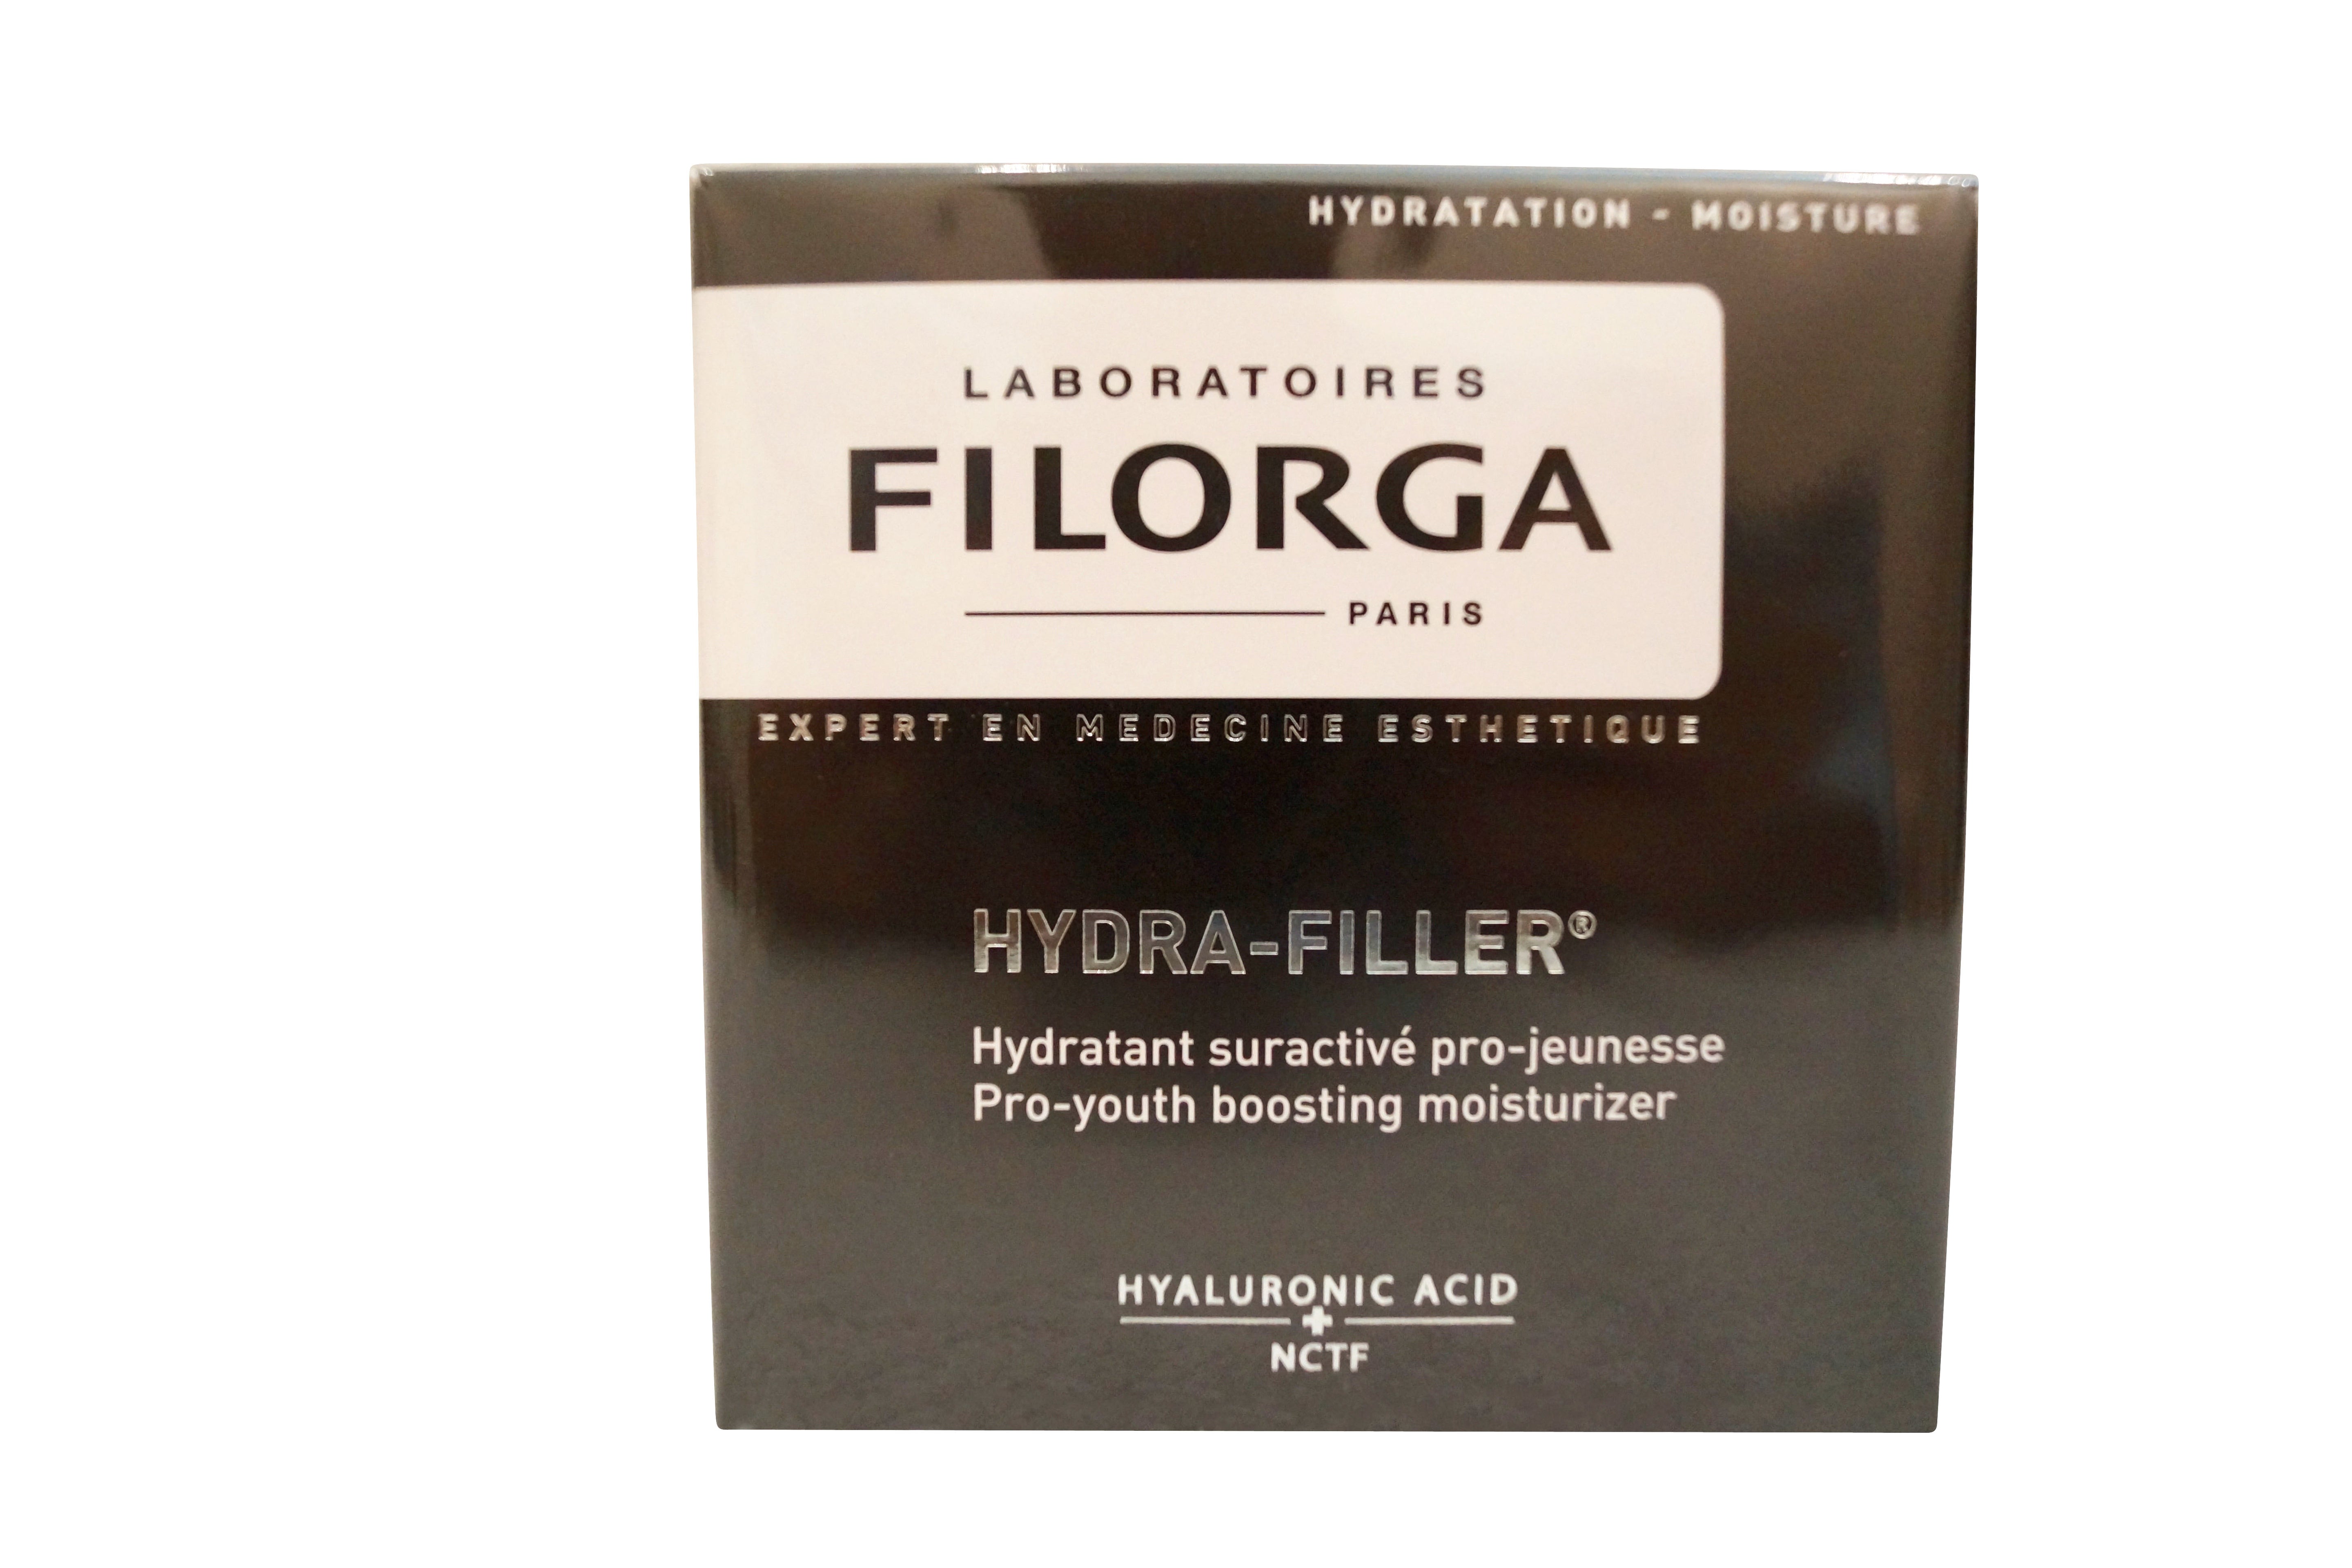 HYDRATATION - MOISTURE
LABORATOIRES
FILORGA
PARIS
EXPERT EN MEDECINE ESTHETIQUE
HYDRA-FILLER®
Hydratant suractivé pro-jeunesse
Pro-youth boosting moisturizer
HYALURONIC ACID
+
NCTF